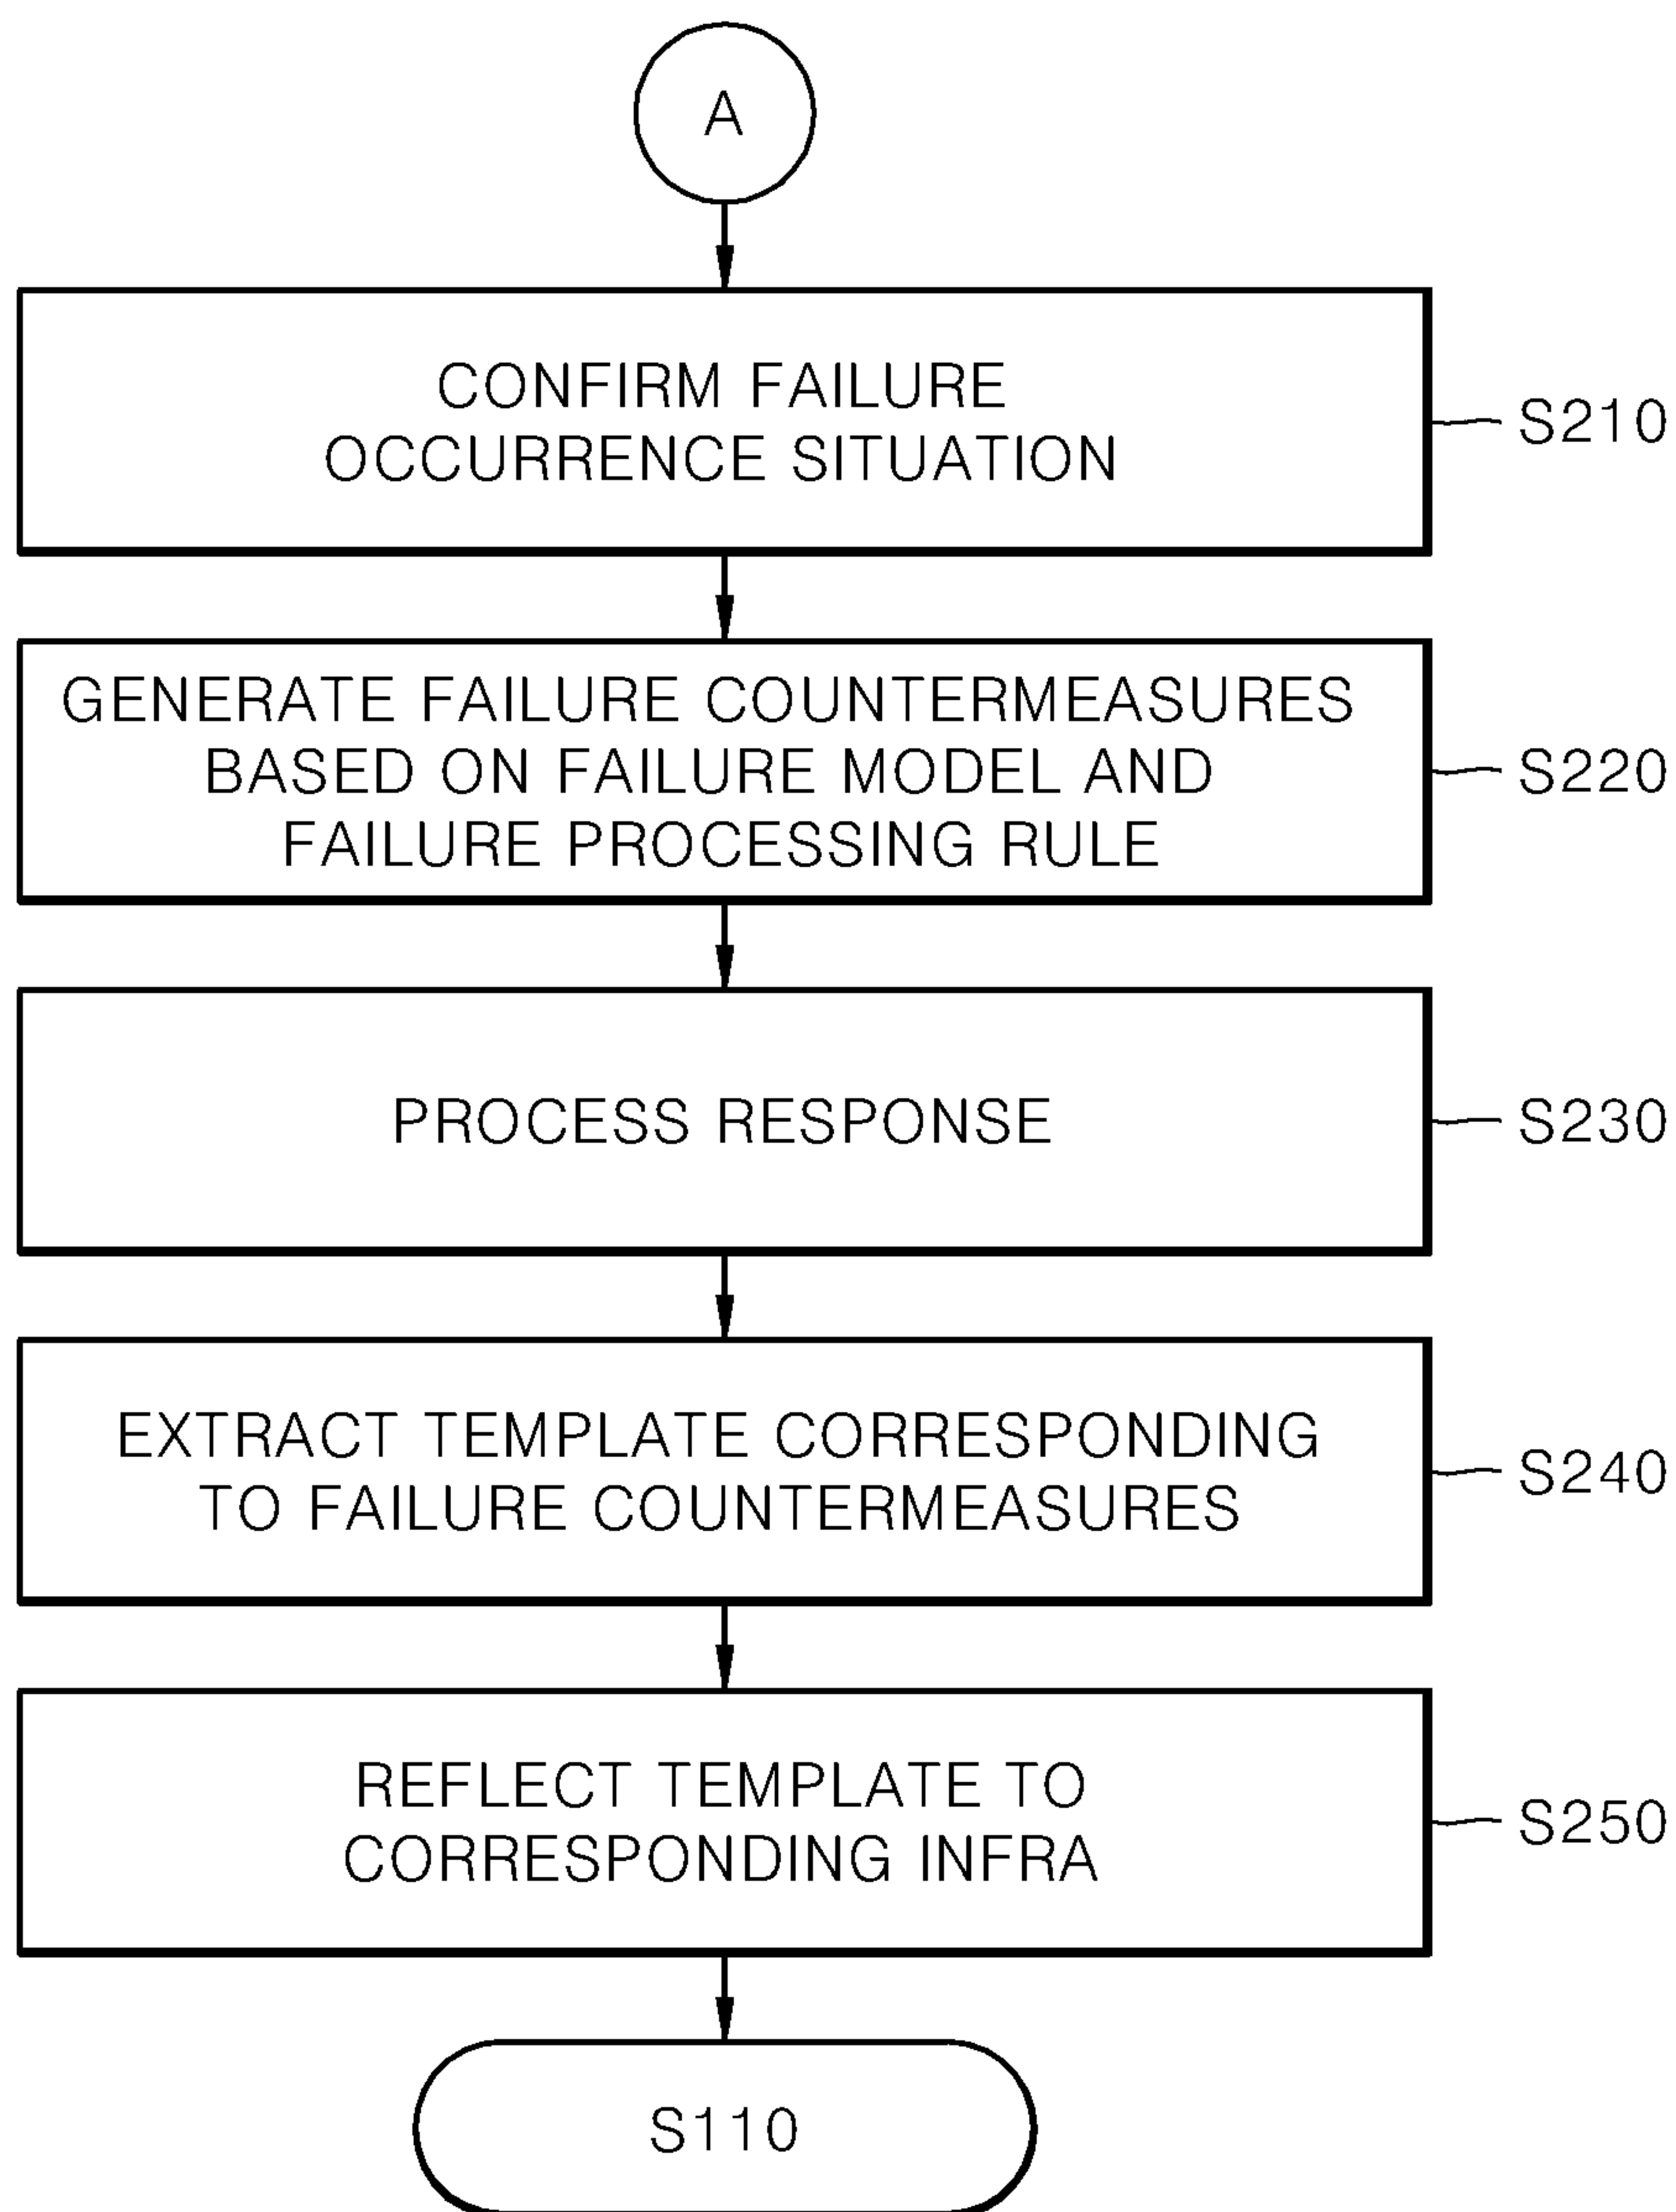 A
CONFIRM FAILURE
OCCURRENCE SITUATION
S210
GENERATE FAILURE COUNTERMEASURES
BASED ON FAILURE MODEL AND
FAILURE PROCESSING RULE
S220
PROCESS RESPONSE
S230
EXTRACT TEMPLATE CORRESPONDING
TO FAILURE COUNTERMEASURES
S240
REFLECT TEMPLATE TO
CORRESPONDING INFRA
S250
S110